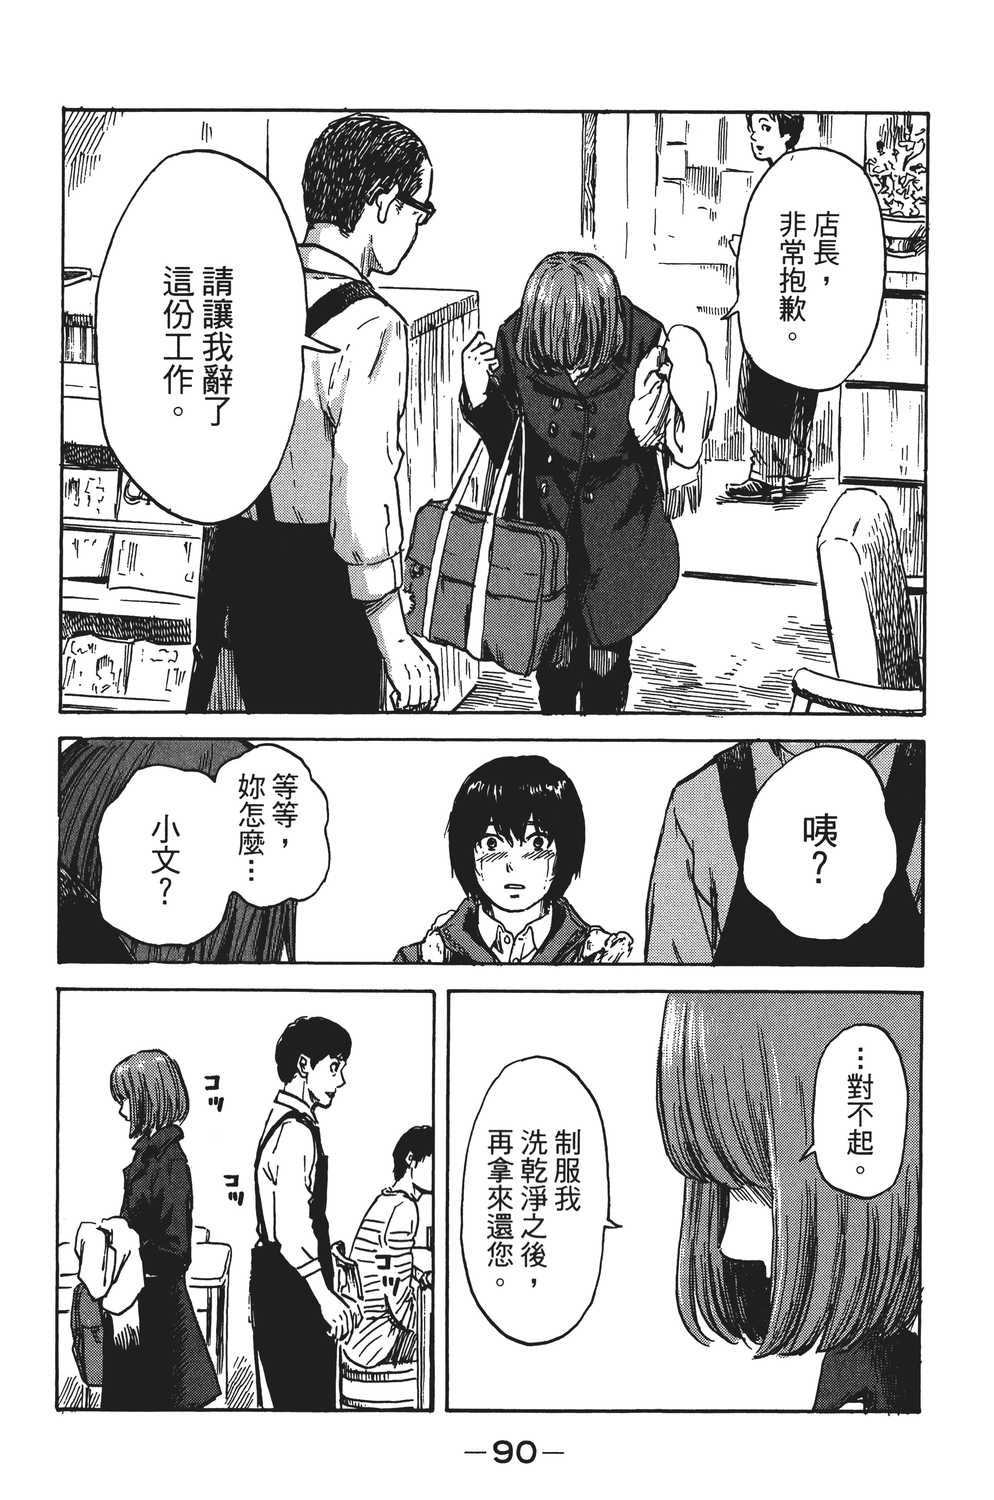 店長，
非常抱歉。
請讓我辭了
這份工作。
咦？
等等，
妳怎麼…
小文？
…對不起。
制服我
洗乾淨之後，
再拿來還您。
コツ
コツ
コツ
—90—